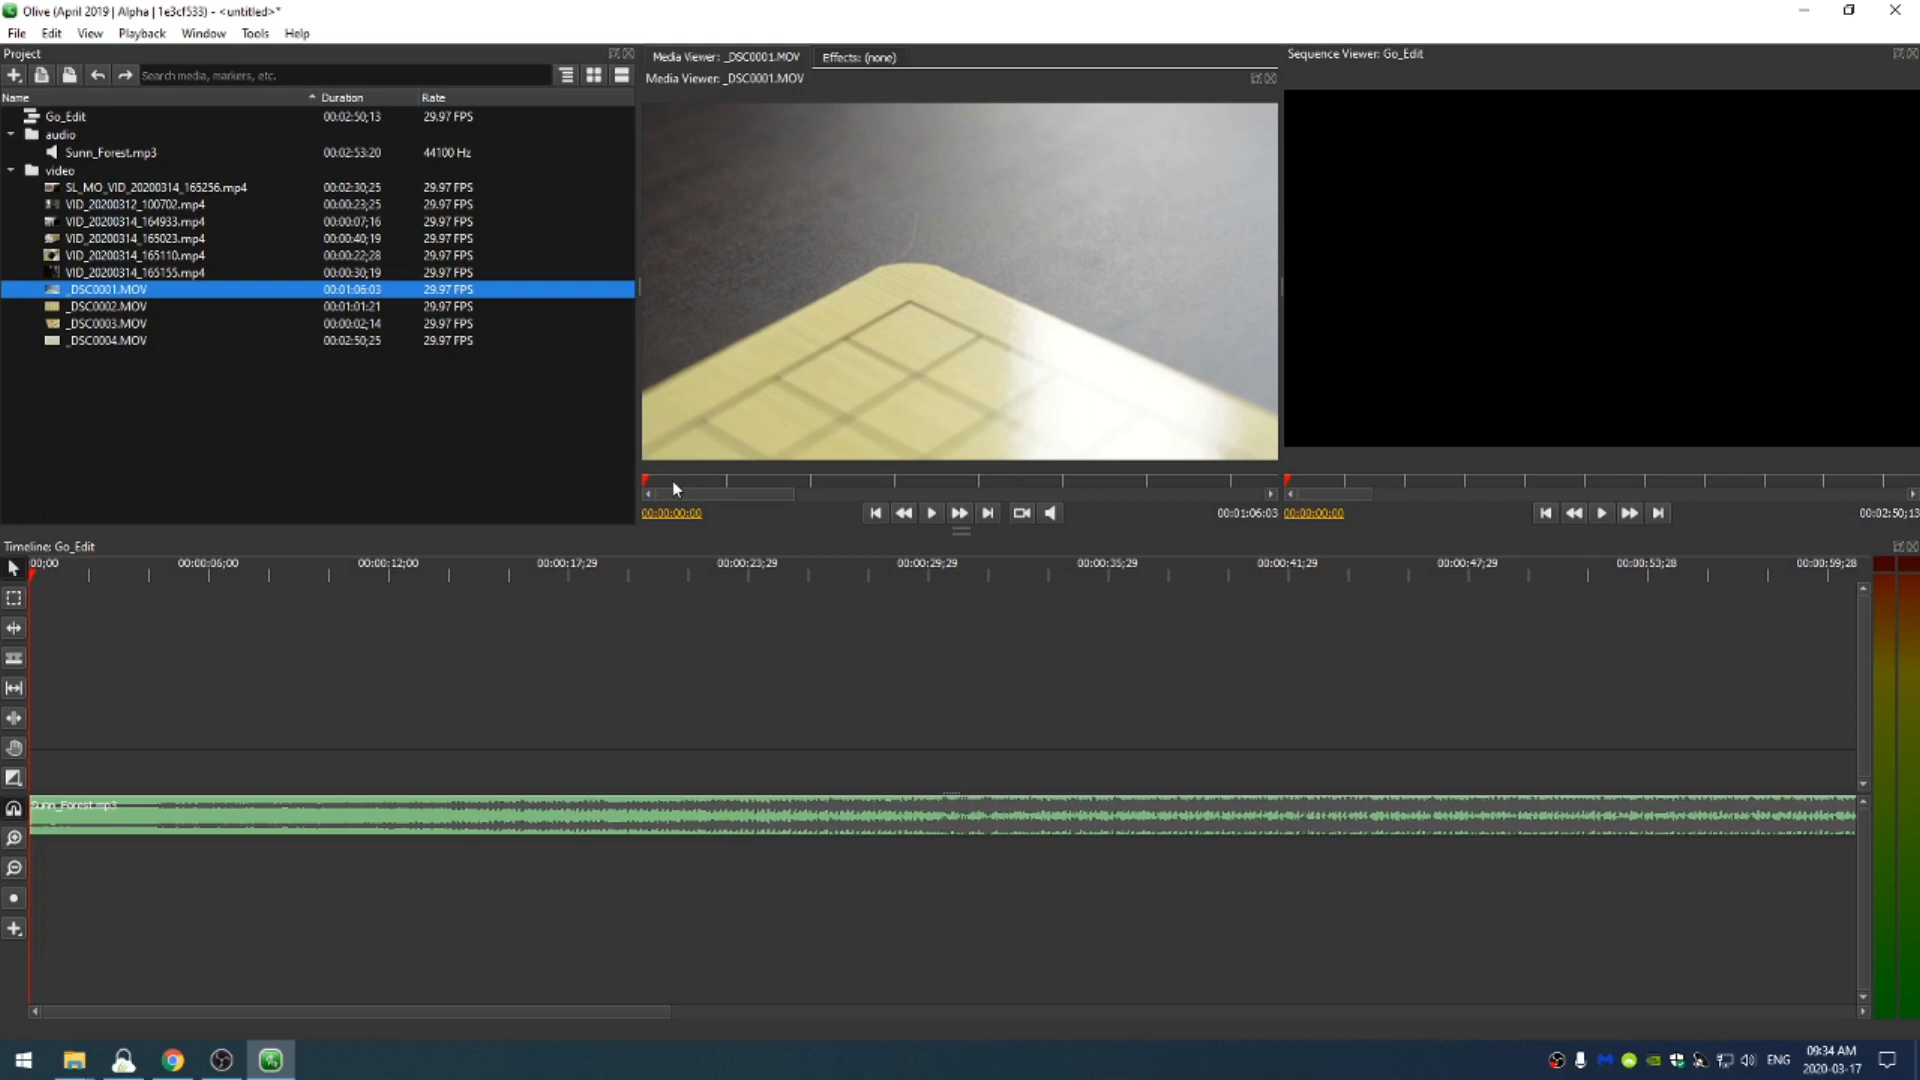 Olive (April 2019 | Alpha | 1e3cf533) - <untitled>*
File Edit View Playback Window Tools Help
Project
Search media, markers, etc.
Name Duration Rate
Go_Edit 00:02:50;13 29.97 FPS
audio
Sunn_Forest.mp3 00:02:53:20 44100 Hz
video
SL_MO_VID_20200314_165256.mp4 00:02:30;25 29.97 FPS
VID_20200312_100702.mp4 00:00:23;25 29.97 FPS
VID_20200314_164933.mp4 00:00:07;16 29.97 FPS
VID_20200314_165023.mp4 00:00:40;19 29.97 FPS
VID_20200314_165110.mp4 00:00:22;28 29.97 FPS
VID_20200314_165155.mp4 00:00:30;19 29.97 FPS
_DSC0001.MOV 00:01:06;03 29.97 FPS
_DSC0002.MOV 00:01:01;21 29.97 FPS
_DSC0003.MOV 00:00:02;14 29.97 FPS
_DSC0004.MOV 00:02:50;25 29.97 FPS
Media Viewer: _DSC0001.MOV Effects: (none)
Media Viewer: _DSC0001.MOV
00:00:00;00 00:01:06;03
Sequence Viewer: Go_Edit
00:00:00;00 00:02:50;13
Timeline: Go_Edit
00;00 00:00:06;00 00:00:12;00 00:00:17;29 00:00:23;29 00:00:29;29 00:00:35;29 00:00:41;29 00:00:47;29 00:00:53;28 00:00:59;28
Sunn_Forest.mp3
ENG
09:34 AM
2020-03-17